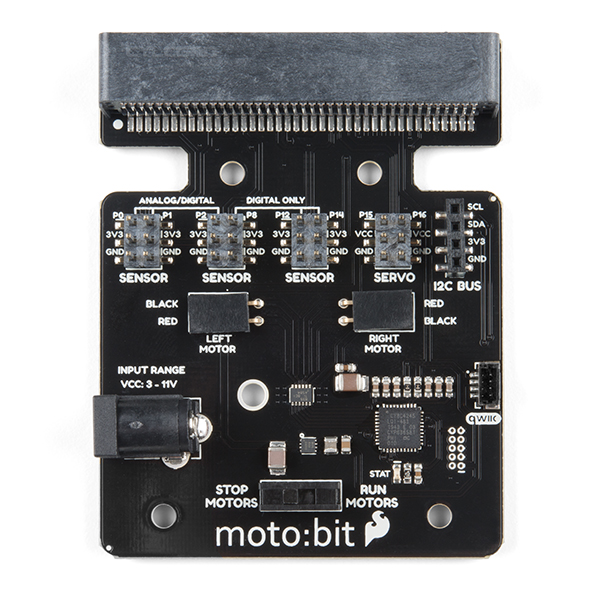 ANALOG/DIGITAL DIGITAL ONLY
P0 P1 P2 P8 P12 P14 P15 P16 SCL
SDA
3V3 3V3 3V3 3V3 3V3 3V3 VCC VCC 3V3
GND GND GND GND GND GND GND GND GND
SENSOR SENSOR SENSOR SERVO I2C BUS
BLACK RED
RED BLACK
LEFT MOTOR
RIGHT MOTOR
INPUT RANGE
VCC: 3 - 11V
qwiic
STAT
STOP MOTORS
RUN MOTORS
moto:bit